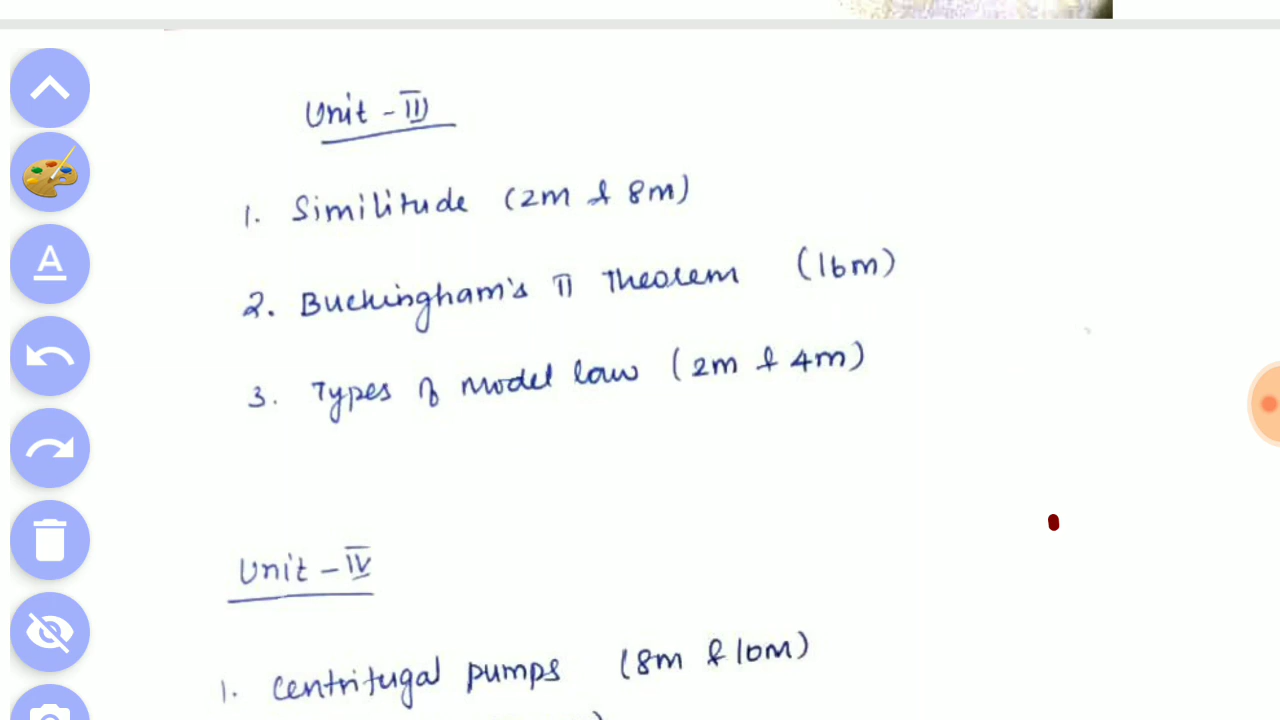 Unit - III
1. Similitude (2m & 8m)
2. Buckingham's π Theorem (16m)
3. Types of Model law (2m & 4m)
Unit - IV
1. Centrifugal pumps (8m & 10m)